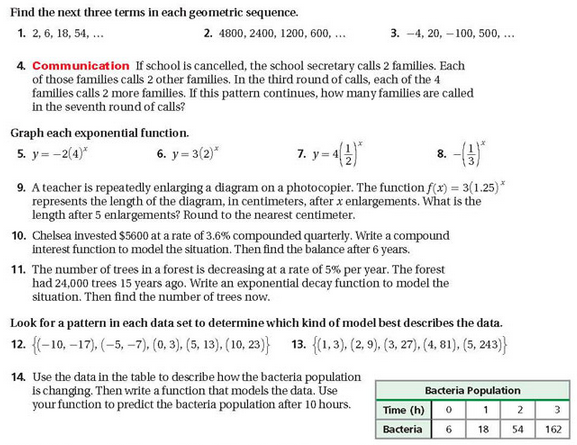 Find the next three terms in each geometric sequence.
1. 2, 6, 18, 54, … 2. 4800, 2400, 1200, 600, … 3. −4, 20, −100, 500, …
4. Communication If school is cancelled, the school secretary calls 2 families. Each
of those families calls 2 other families. In the third round of calls, each of the 4
families calls 2 more families. If this pattern continues, how many families are called
in the seventh round of calls?
Graph each exponential function.
5. y = −2(4)^x 6. y = 3(2)^x 7. y = 4(1/2)^x 8. −(1/3)^x
9. A teacher is repeatedly enlarging a diagram on a photocopier. The function f(x) = 3(1.25)^x
represents the length of the diagram, in centimeters, after x enlargements. What is the
length after 5 enlargements? Round to the nearest centimeter.
10. Chelsea invested $5600 at a rate of 3.6% compounded quarterly. Write a compound
interest function to model the situation. Then find the balance after 6 years.
11. The number of trees in a forest is decreasing at a rate of 5% per year. The forest
had 24,000 trees 15 years ago. Write an exponential decay function to model the
situation. Then find the number of trees now.
Look for a pattern in each data set to determine which kind of model best describes the data.
12. {(−10, −17), (−5, −7), (0, 3), (5, 13), (10, 23)} 13. {(1, 3), (2, 9), (3, 27), (4, 81), (5, 243)}
14. Use the data in the table to describe how the bacteria population
is changing. Then write a function that models the data. Use
your function to predict the bacteria population after 10 hours.
Bacteria Population
Time (h) 0 1 2 3
Bacteria 6 18 54 162